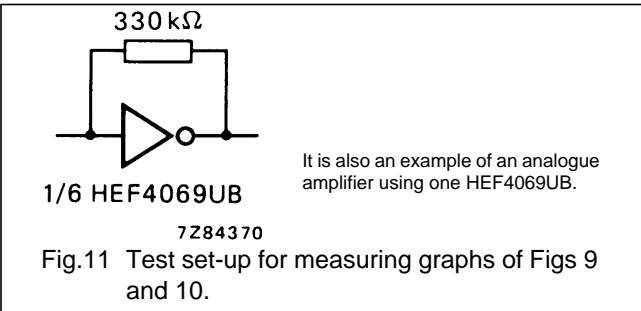 330 kΩ
It is also an example of an analogue
amplifier using one HEF4069UB.
1/6 HEF4069UB
7Z84370
Fig.11 Test set-up for measuring graphs of Figs 9
and 10.